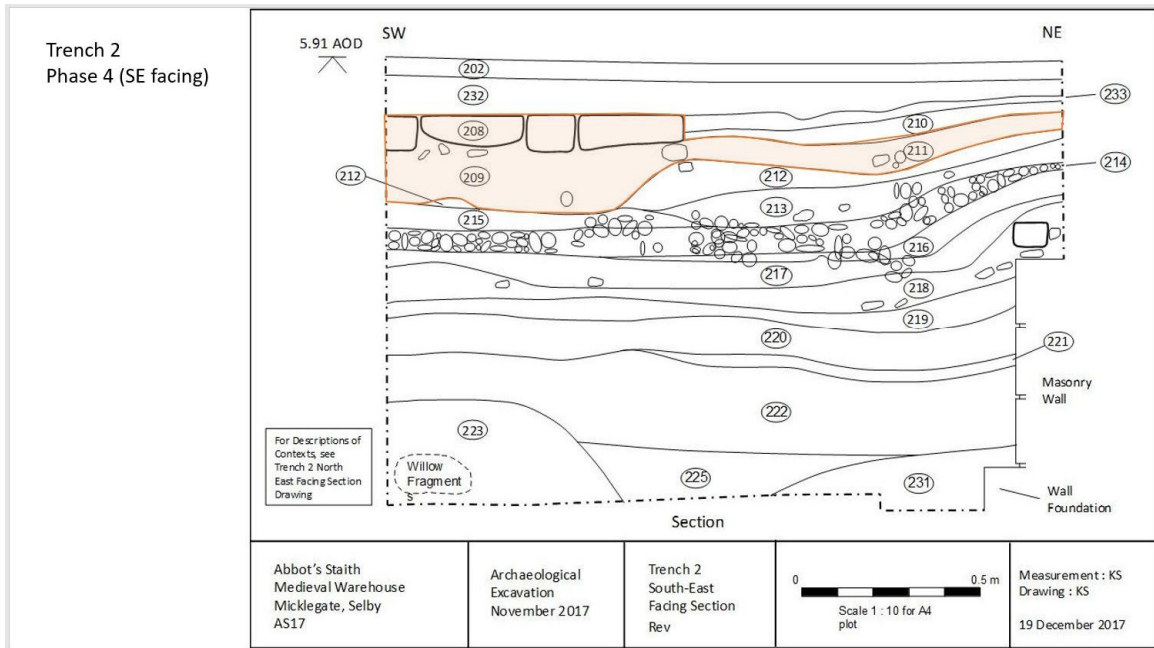 Trench 2
Phase 4 (SE facing)
SW
NE
5.91 AOD
202
232
233
208
210
211
209
212
212
214
213
215
216
217
218
219
220
221
Masonry
Wall
222
223
For Descriptions of
Contexts, see
Trench 2 North
East Facing Section
Drawing
Willow
Fragment
s
225
231
Wall
Foundation
Section
Abbot's Staith
Medieval Warehouse
Micklegate, Selby
AS17
Archaeological
Excavation
November 2017
Trench 2
South-East
Facing Section
Rev
0 0.5 m
Scale 1 : 10 for A4
plot
Measurement : KS
Drawing : KS
19 December 2017